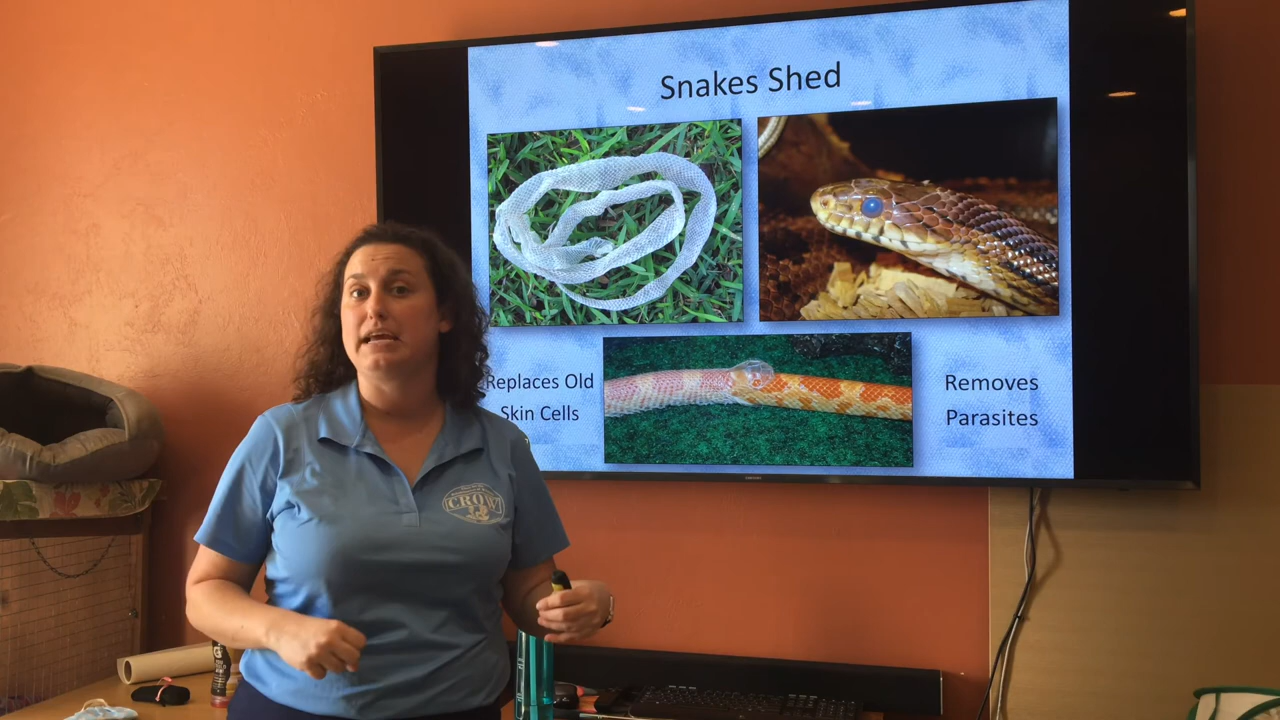 Snakes Shed
Replaces Old
Skin Cells
Removes
Parasites
CROW